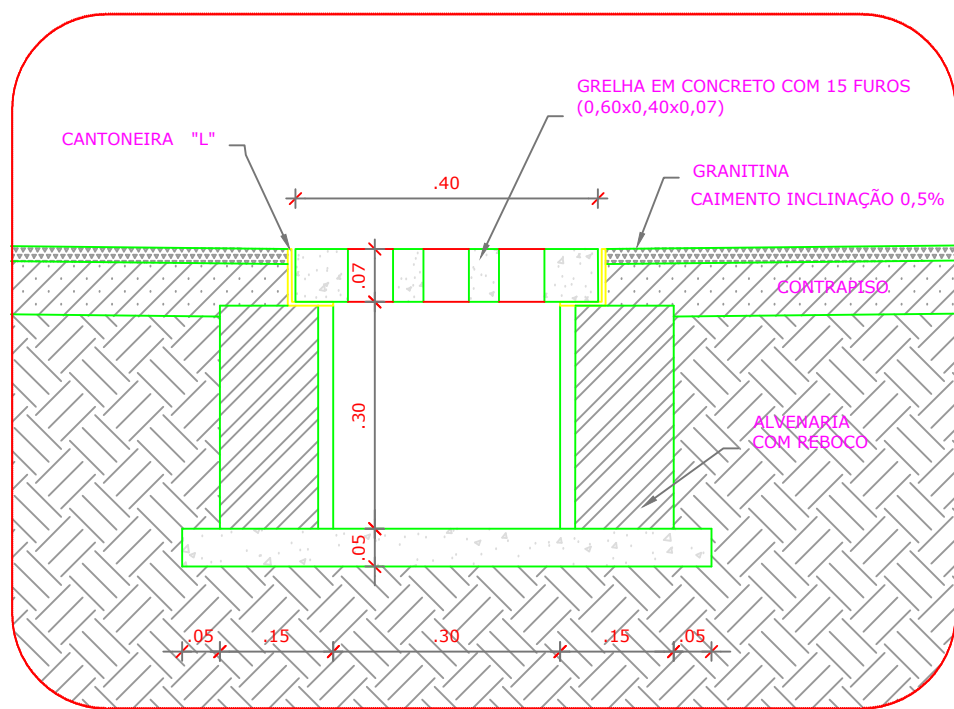 GRELHA EM CONCRETO COM 15 FUROS
(0,60x0,40x0,07)
CANTONEIRA "L"
GRANITINA
CAIMENTO INCLINAÇÃO 0,5%
.40
.07
CONTRAPISO
.30
ALVENARIA
COM REBOCO
.05
.05 .15 .30 .15 .05